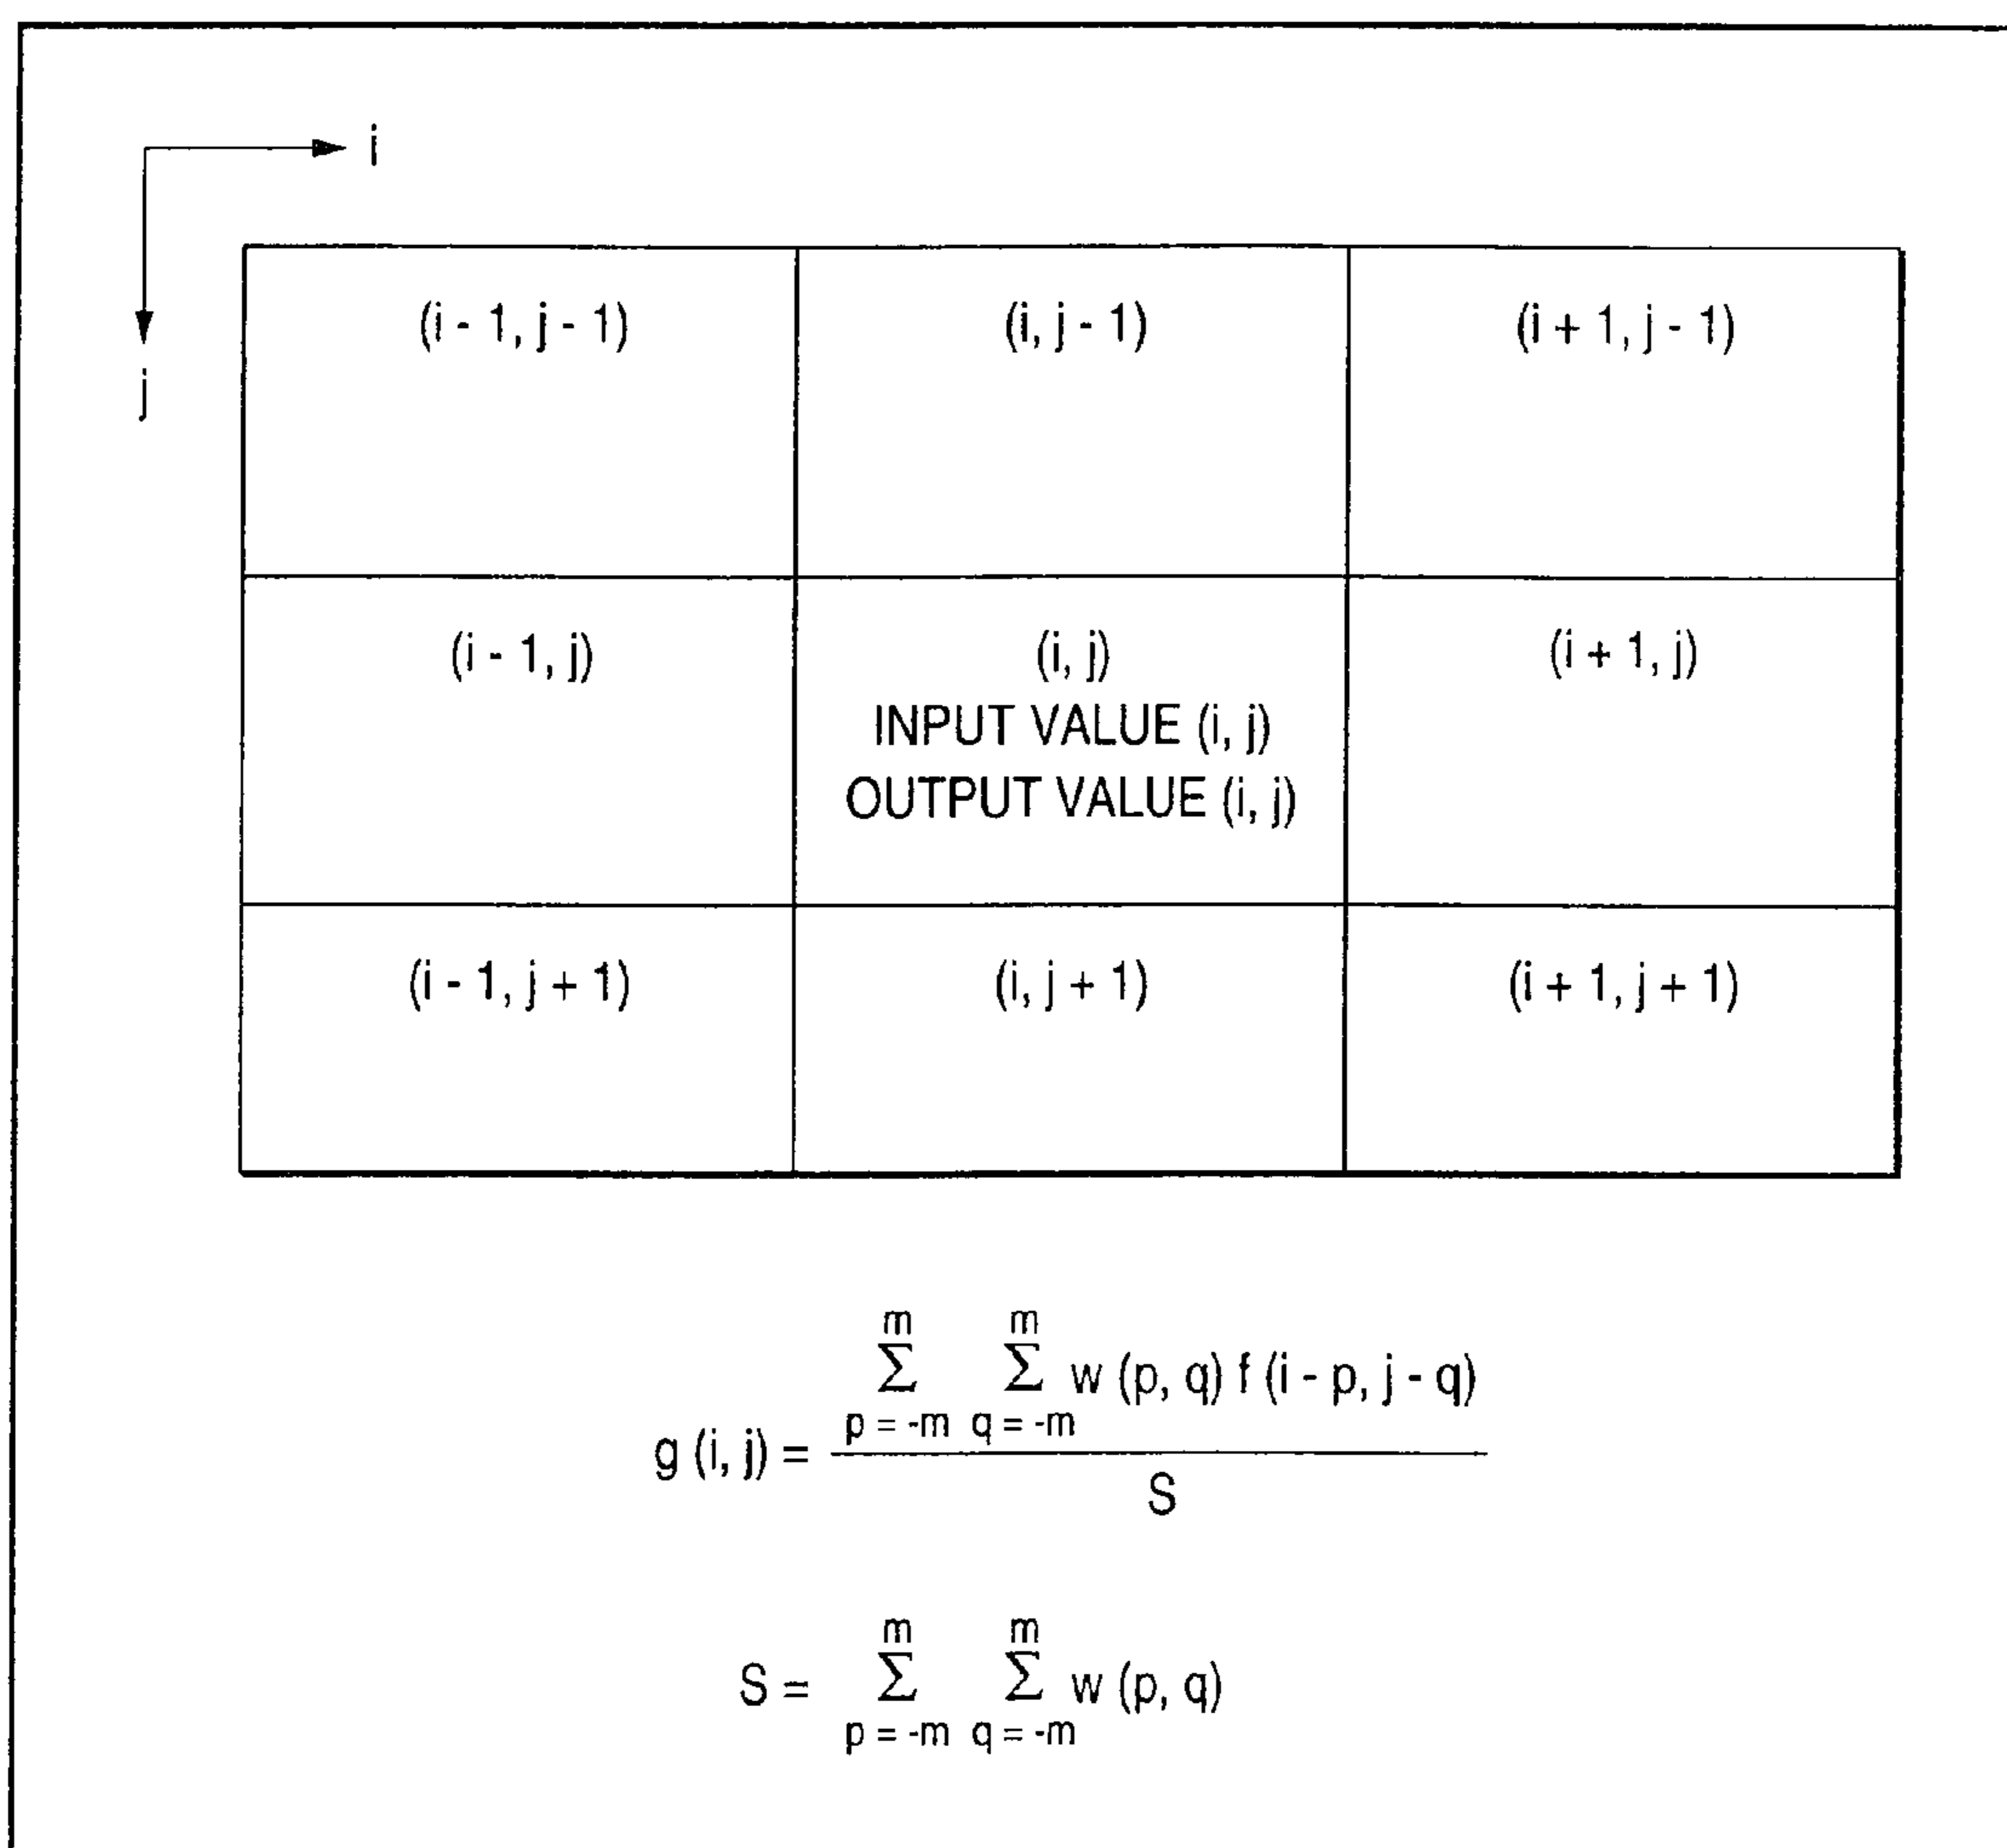 i
j
(i - 1, j - 1) (i, j - 1) (i + 1, j - 1)
(i - 1, j) (i, j) (i + 1, j)
INPUT VALUE (i, j)
OUTPUT VALUE (i, j)
(i - 1, j + 1) (i, j + 1) (i + 1, j + 1)
m m
Σ Σ w (p, q) f (i - p, j - q)
p = -m q = -m
g (i, j) =
S
m m
S = Σ Σ w (p, q)
p = -m q = -m